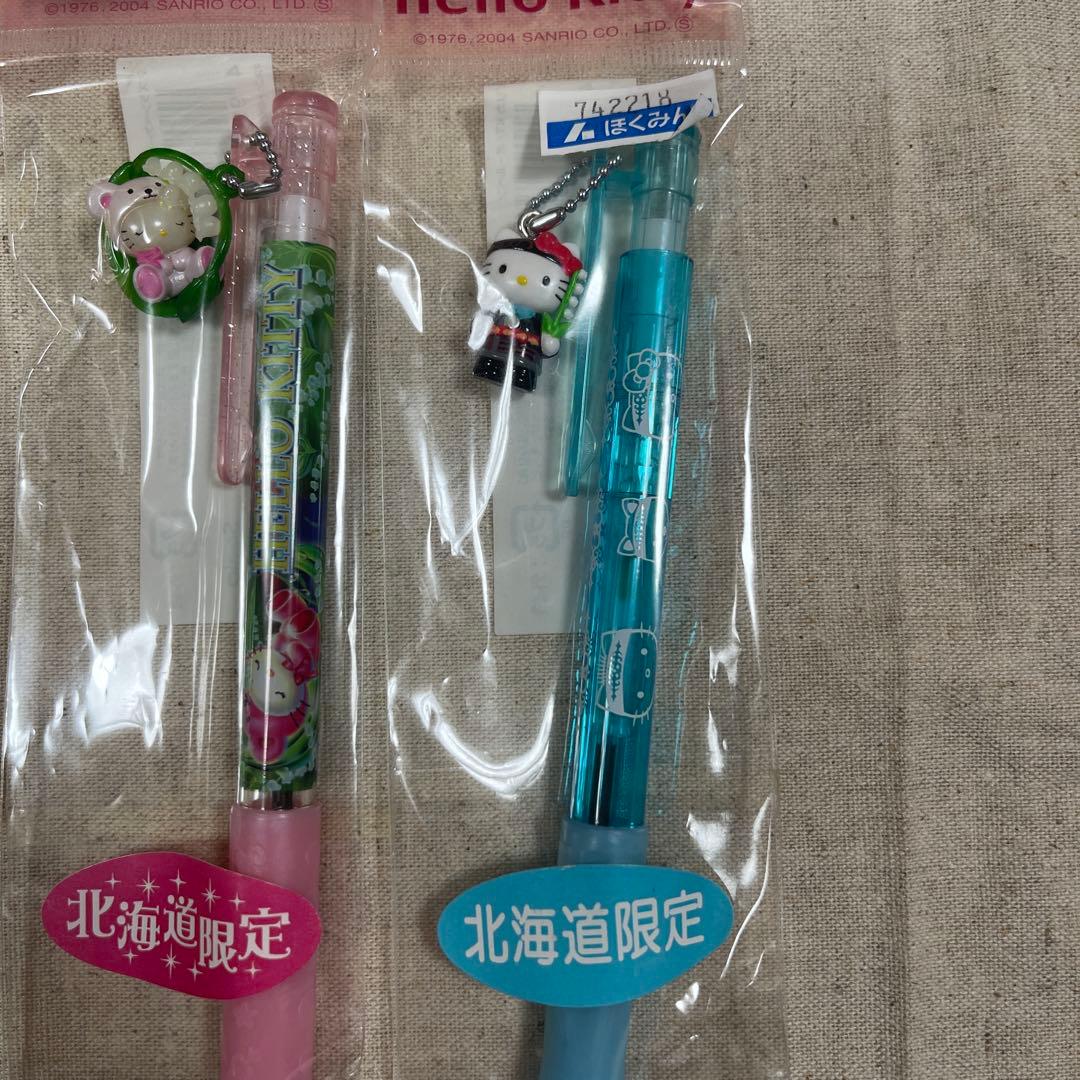 ©1976, 2004 SANRIO CO., LTD. Ⓢ
Hello Kitty
©1976, 2004 SANRIO CO., LTD. Ⓢ
742218
ほくみん
HELLO KITTY
北海道限定
北海道限定